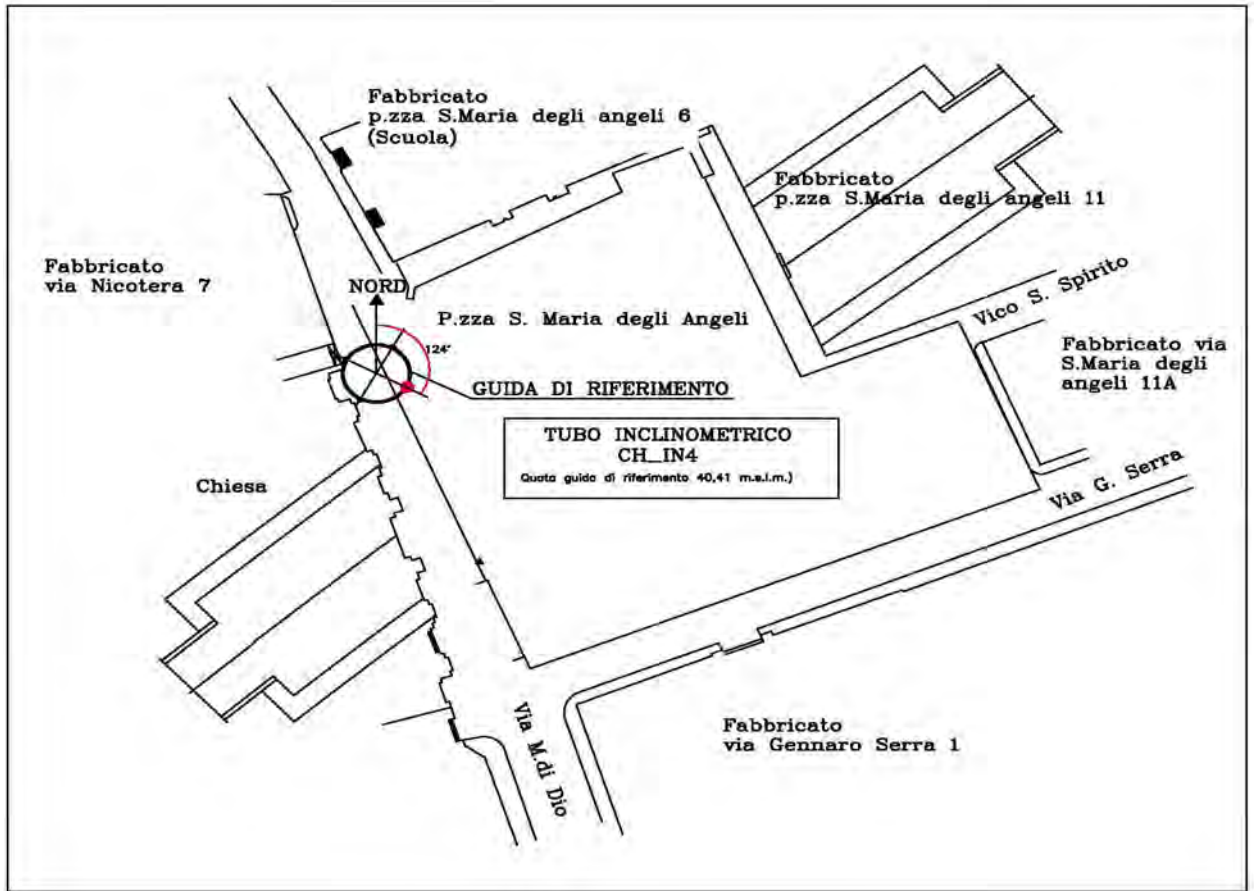 Fabbricato
p.zza S.Maria degli angeli 6
(Scuola)
Fabbricato
p.zza S.Maria degli angeli 11
Fabbricato
via Nicotera 7
NORD
P.zza S. Maria degli Angeli
Vico S. Spirito
124°
Fabbricato via
S.Maria degli
angeli 11A
GUIDA DI RIFERIMENTO
TUBO INCLINOMETRICO
CH_IN4
Quota guida di riferimento 40,41 m.s.l.m.)
Chiesa
Via G. Serra
Via M.di Dio
Fabbricato
via Gennaro Serra 1